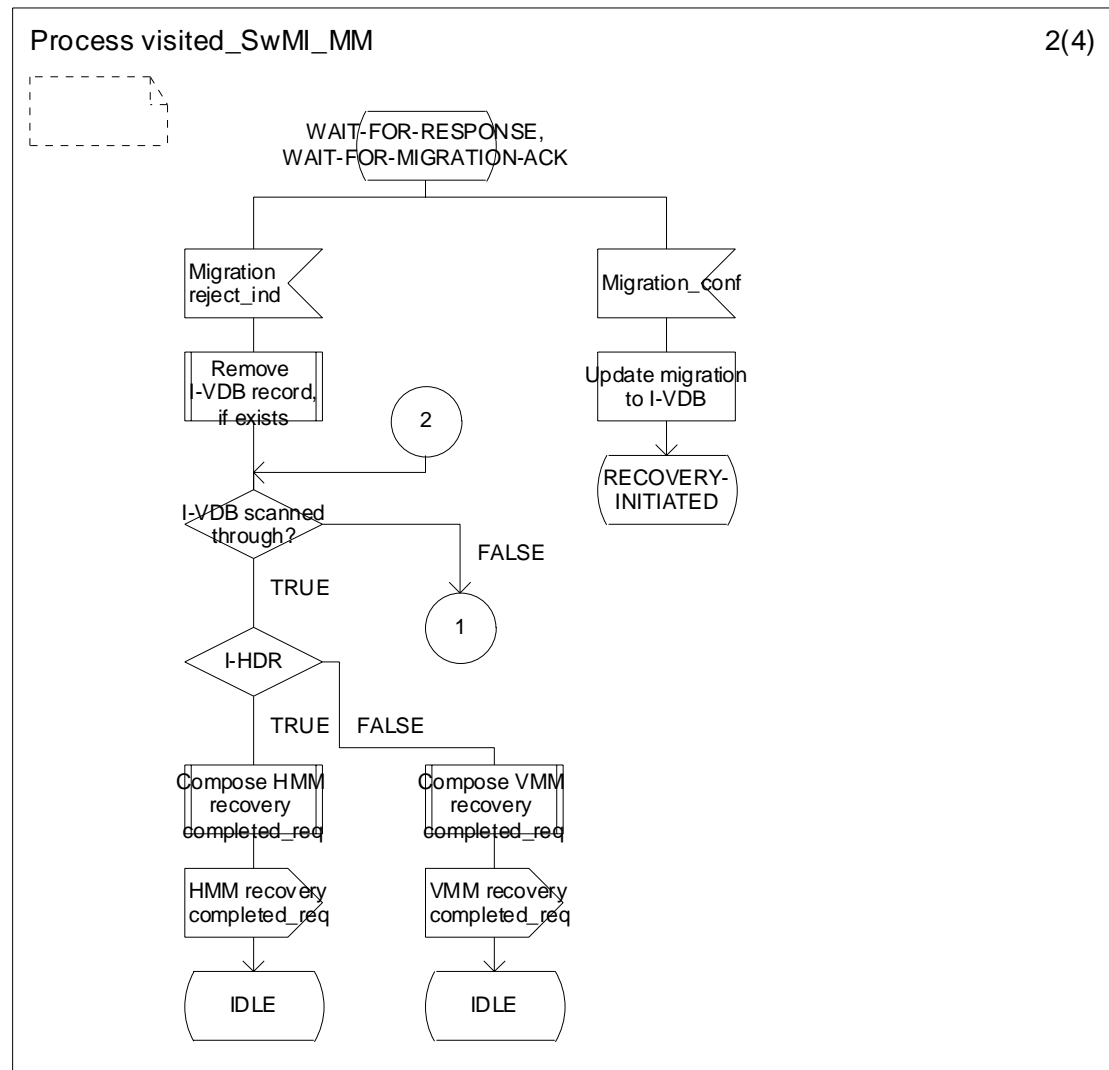 Process visited_SwMI_MM
2(4)
WAIT-FOR-RESPONSE,
WAIT-FOR-MIGRATION-ACK
Migration
reject_ind
Migration_conf
Remove
I-VDB record,
if exists
Update migration
to I-VDB
2
RECOVERY-
INITIATED
I-VDB scanned
through?
FALSE
TRUE
1
I-HDR
TRUE
FALSE
Compose HMM
recovery
completed_req
Compose VMM
recovery
completed_req
HMM recovery
completed_req
VMM recovery
completed_req
IDLE
IDLE